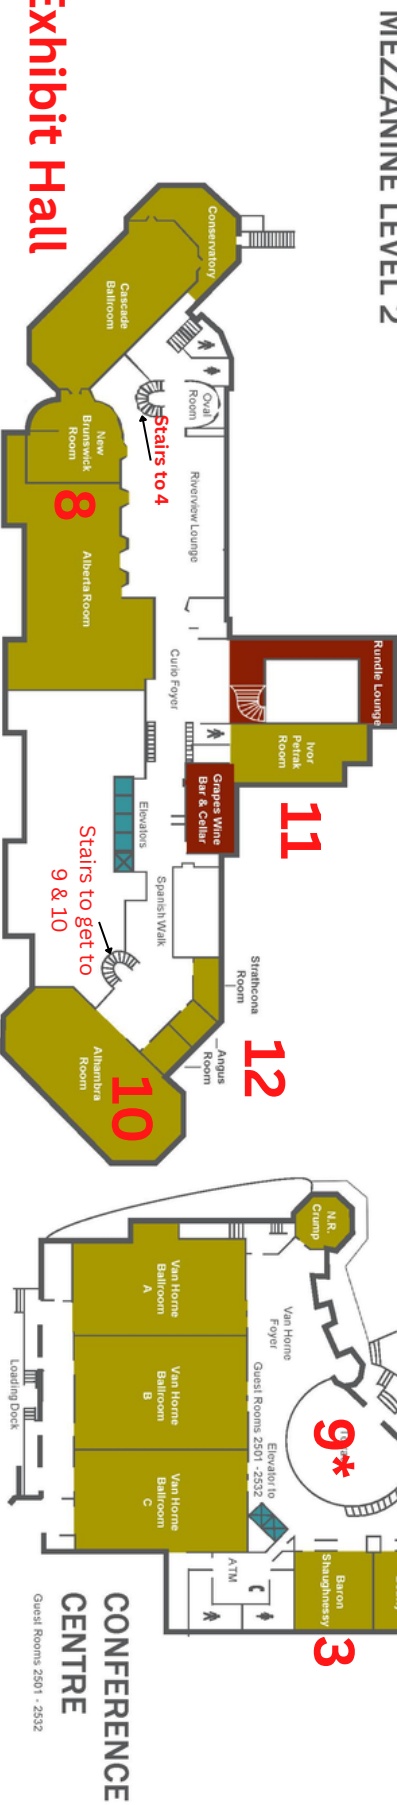 MEZZANINE LEVEL 2
Exhibit Hall
Conservatory
Cascade
Ballroom
Oval
Room
Stairs to 4
New
Brunswick
Room
8
Riverview Lounge
Alberta Room
Curio Foyer
Rundle Lounge
Ivor
Petrak
Room
11
Grapes Wine
Bar & Cellar
Elevators
Stairs to get to
9 & 10
Spanish Walk
Strathcona
Room
12
Angus
Room
Alhambra
Room
10
N.R.
Crump
Van Horne
Foyer
Van Horne
Ballroom
A
Van Horne
Ballroom
B
Van Horne
Ballroom
C
Guest Rooms 2501 - 2532
Elevator to
9*
Loading Dock
ATM
Baron
Shaughnessy
3
CONFERENCE
CENTRE
Guest Rooms 2501 - 2532